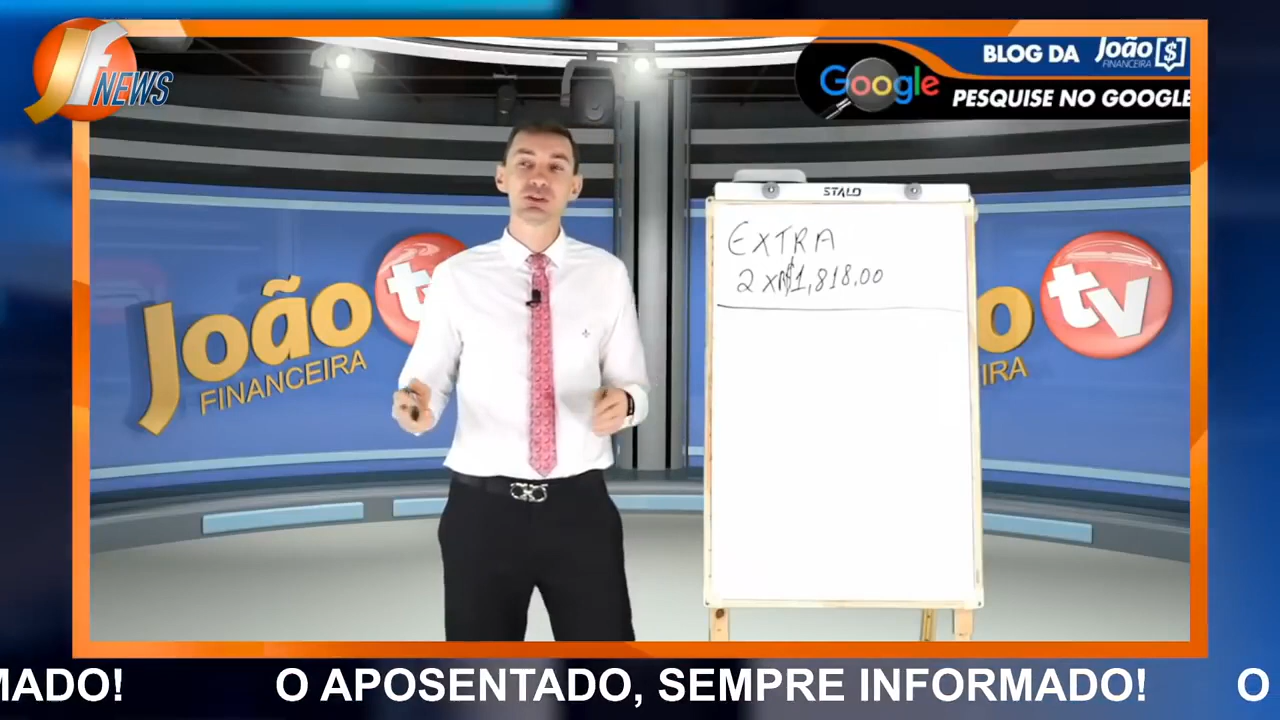 Jf
NEWS
Google
BLOG DA João FINANCEIRA $
PESQUISE NO GOOGLE
STALO
EXTRA
2 XR$1,818,00
João tv
FINANCEIRA
O tv
IRA
MADO! O APOSENTADO, SEMPRE INFORMADO! O